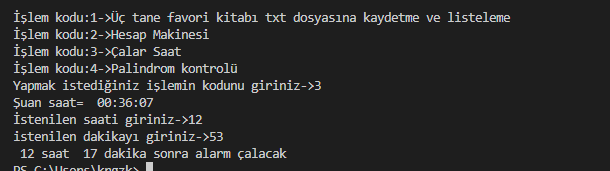 İşlem kodu:1->Üç tane favori kitabı txt dosyasına kaydetme ve listeleme
İşlem kodu:2->Hesap Makinesi
İşlem kodu:3->Çalar Saat
İşlem kodu:4->Palindrom kontrolü
Yapmak istediğiniz işlemin kodunu giriniz->3
Şuan saat=  00:36:07
İstenilen saati giriniz->12
istenilen dakikayı giriniz->53
 12 saat  17 dakika sonra alarm çalacak
PS C:\Users\kngzk>